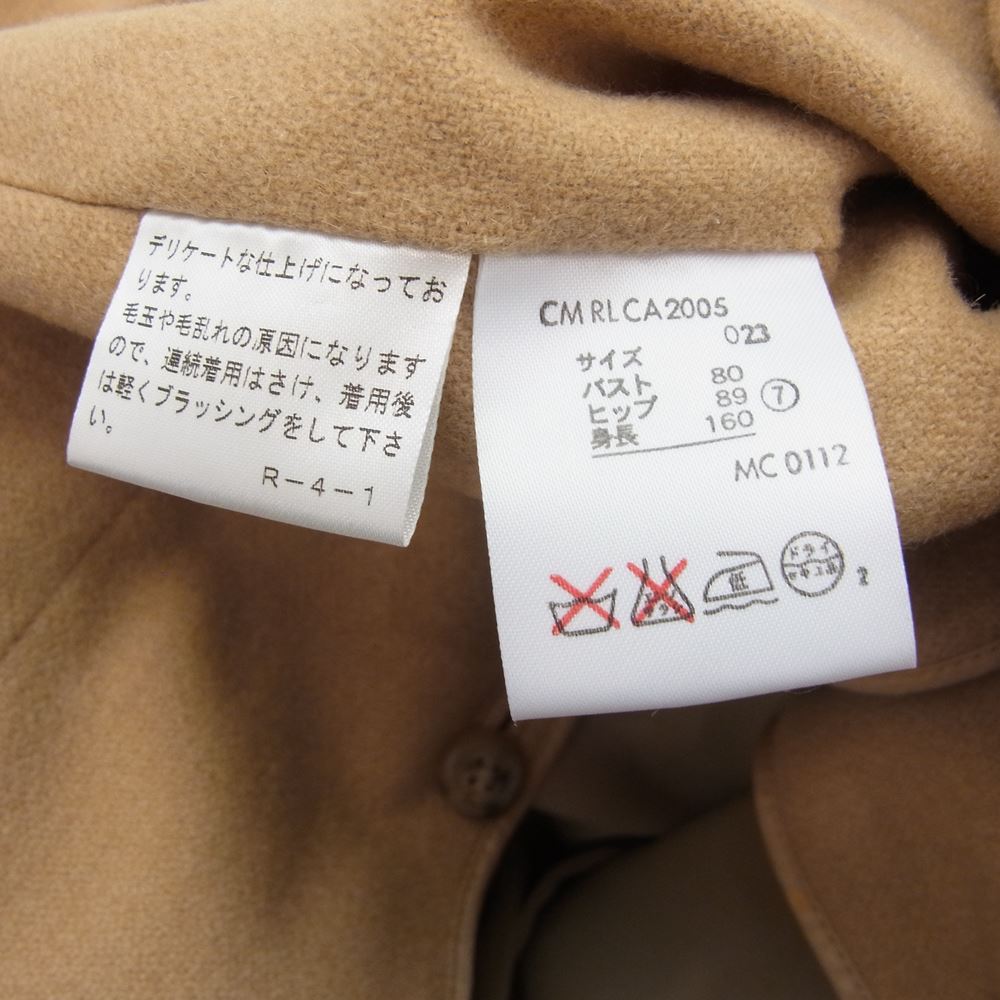 デリケートな仕上げになってお
ります。
毛玉や毛乱れの原因になります
ので、連続着用はさけ、着用後
は軽くブラッシングをして下さ
い。
R-4-1
CM RLCA2005
023
サイズ
バスト 80
ヒップ 89 ⑦
身長 160
MC 0112
低
ドライ
2